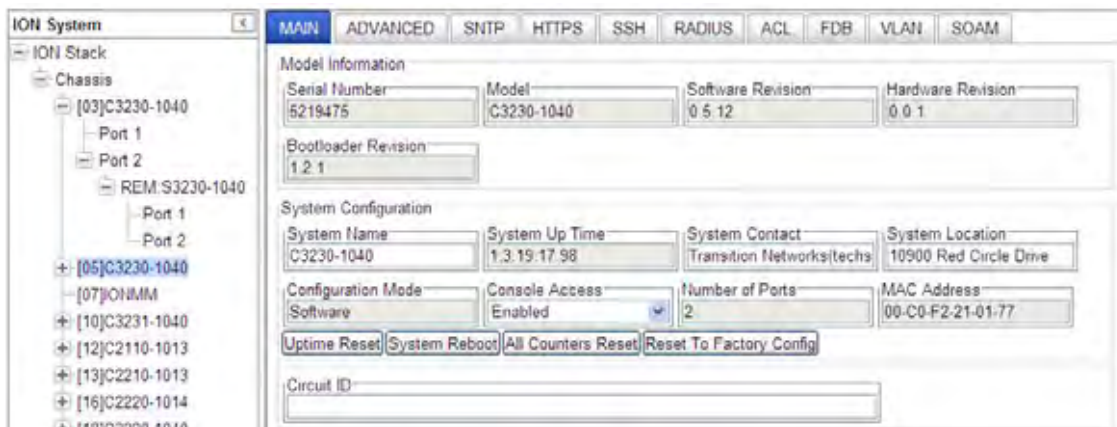 ION System
ION Stack
Chassis
[03]C3230-1040
Port 1
Port 2
REM:S3230-1040
Port 1
Port 2
[05]C3230-1040
[07]IONMM
[10]C3231-1040
[12]C2110-1013
[13]C2210-1013
[16]C2220-1014
MAIN ADVANCED SNTP HTTPS SSH RADIUS ACL FDB VLAN SOAM
Model Information
Serial Number Model Software Revision Hardware Revision
5219475 C3230-1040 0.5.12 0.0.1
Bootloader Revision
1.2.1
System Configuration
System Name System Up Time System Contact System Location
C3230-1040 1.3.19.17.98 Transition Networks(techs 10900 Red Circle Drive
Configuration Mode Console Access Number of Ports MAC Address
Software Enabled 2 00-C0-F2-21-01-77
Uptime Reset System Reboot All Counters Reset Reset To Factory Config
Circuit ID